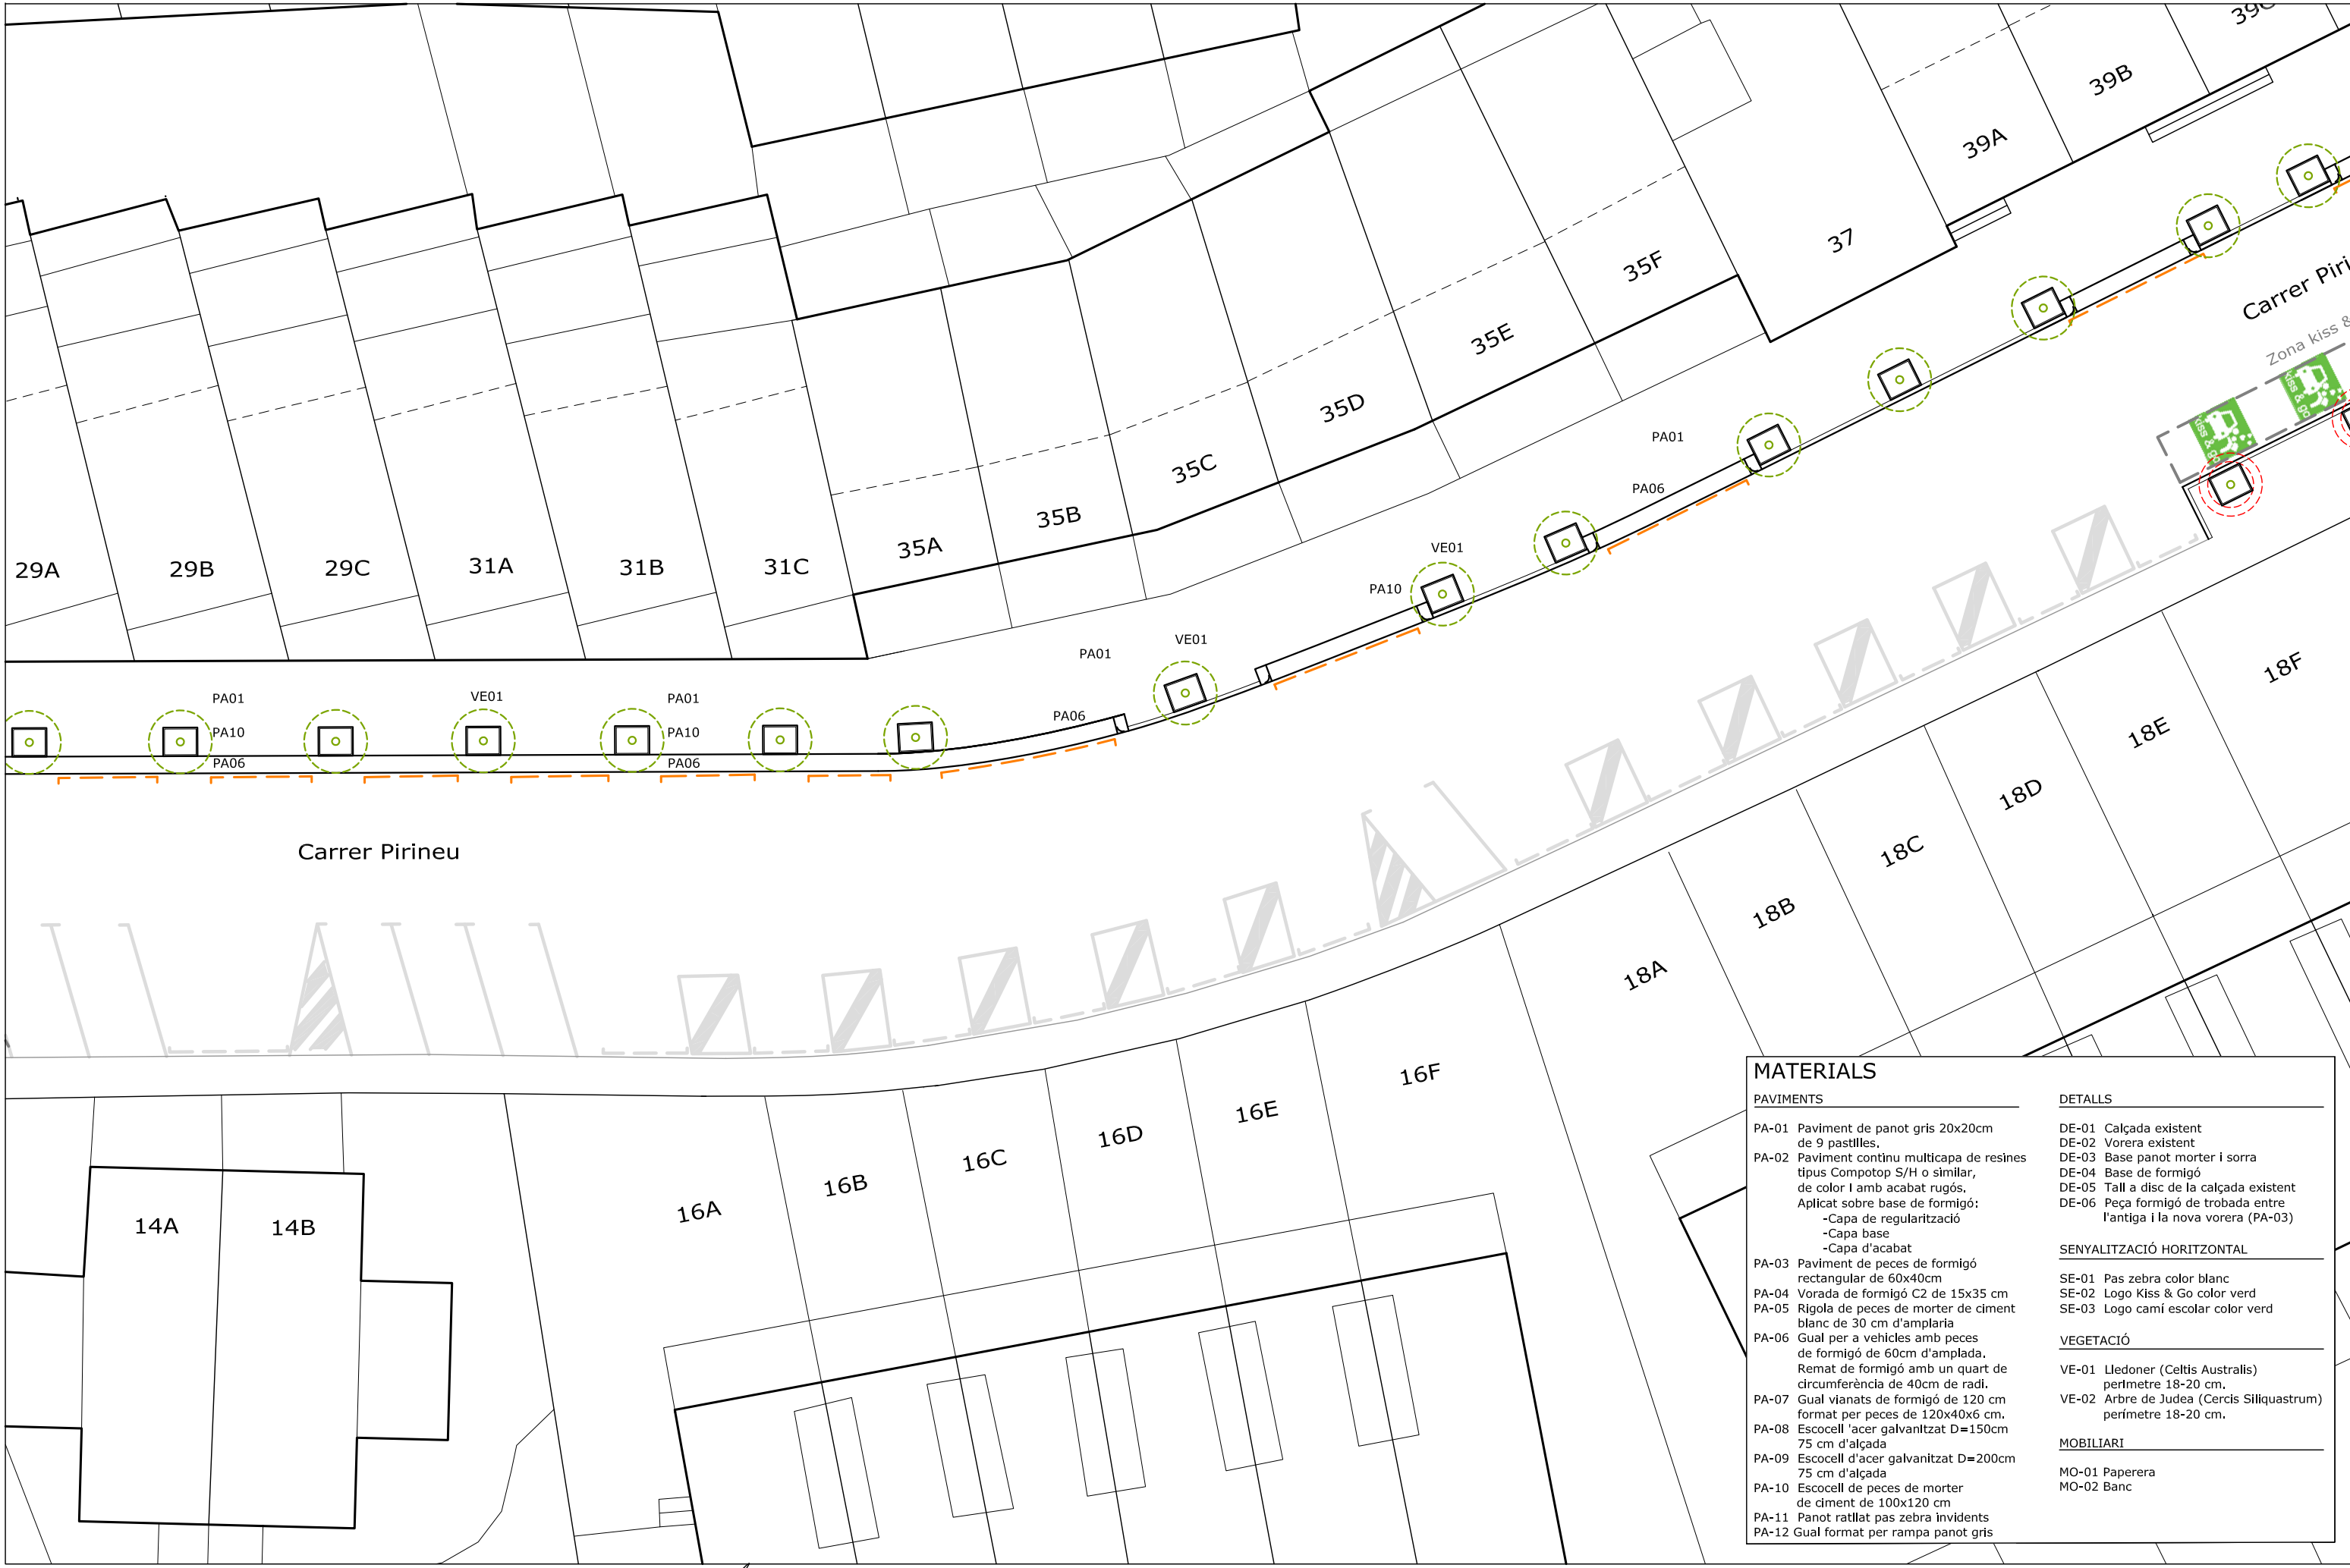 39C
39B
39A
37
35F
35E
35D
35C
35B
35A
31C
31B
31A
29C
29B
29A
Carrer Piri
Zona kiss &
kiss & go
kiss & go
PA01
PA06
VE01
PA10
VE01
PA01
PA06
PA01
VE01
PA01
PA10
PA10
PA06
PA06
Carrer Pirineu
18F
18E
18D
18C
18B
18A
16F
16E
16D
16C
16B
16A
14A
14B
MATERIALS
PAVIMENTS
PA-01 Paviment de panot gris 20x20cm
de 9 pastilles.
PA-02 Paviment continu multicapa de resines
tipus Compotop S/H o similar,
de color i amb acabat rugós.
Aplicat sobre base de formigó:
-Capa de regularització
-Capa base
-Capa d'acabat
PA-03 Paviment de peces de formigó
rectangular de 60x40cm
PA-04 Vorada de formigó C2 de 15x35 cm
PA-05 Rigola de peces de morter de ciment
blanc de 30 cm d'amplaria
PA-06 Gual per a vehicles amb peces
de formigó de 60cm d'amplada.
Remat de formigó amb un quart de
circumferència de 40cm de radi.
PA-07 Gual vianats de formigó de 120 cm
format per peces de 120x40x6 cm.
PA-08 Escocell 'acer galvanitzat D=150cm
75 cm d'alçada
PA-09 Escocell d'acer galvanitzat D=200cm
75 cm d'alçada
PA-10 Escocell de peces de morter
de ciment de 100x120 cm
PA-11 Panot ratllat pas zebra invidents
PA-12 Gual format per rampa panot gris
DETALLS
DE-01 Calçada existent
DE-02 Vorera existent
DE-03 Base panot morter i sorra
DE-04 Base de formigó
DE-05 Tall a disc de la calçada existent
DE-06 Peça formigó de trobada entre
l'antiga i la nova vorera (PA-03)
SENYALITZACIÓ HORITZONTAL
SE-01 Pas zebra color blanc
SE-02 Logo Kiss & Go color verd
SE-03 Logo camí escolar color verd
VEGETACIÓ
VE-01 Lledoner (Celtis Australis)
perímetre 18-20 cm.
VE-02 Arbre de Judea (Cercis Siliquastrum)
perímetre 18-20 cm.
MOBILIARI
MO-01 Paperera
MO-02 Banc